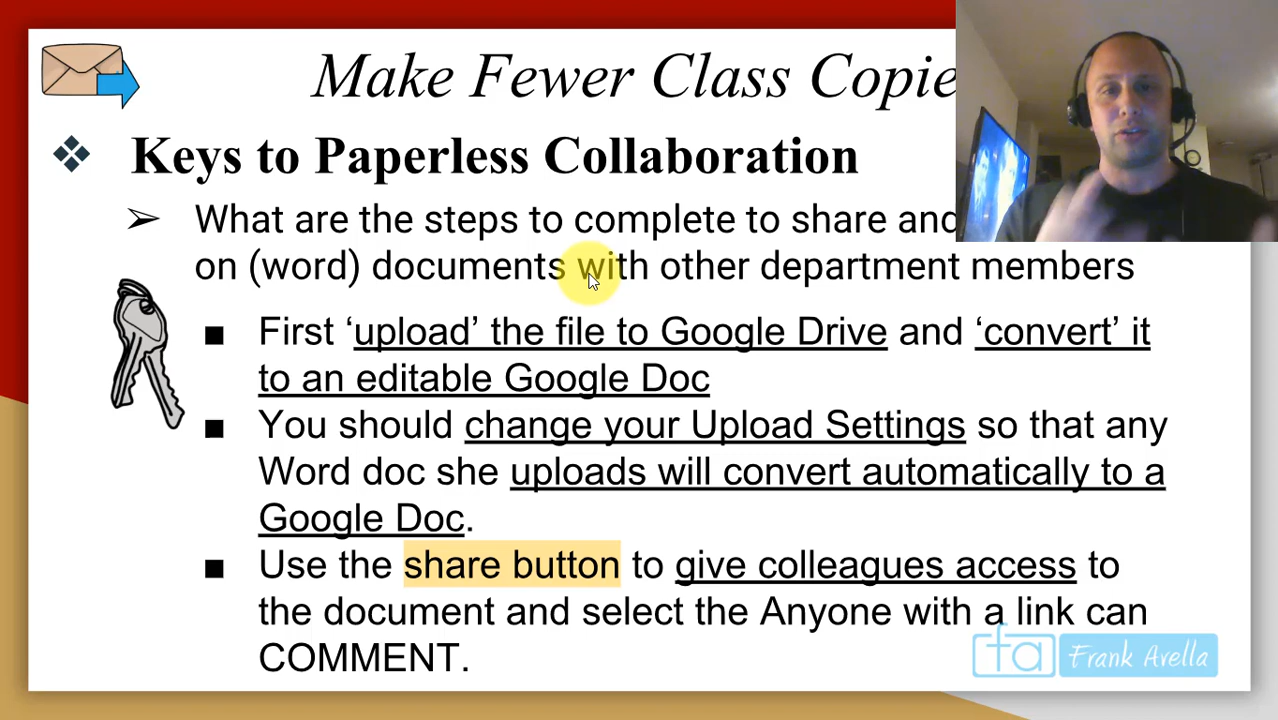 Make Fewer Class Copie
Keys to Paperless Collaboration
What are the steps to complete to share and
on (word) documents with other department members
First ‘upload’ the file to Google Drive and ‘convert’ it
to an editable Google Doc
You should change your Upload Settings so that any
Word doc she uploads will convert automatically to a
Google Doc.
Use the share button to give colleagues access to
the document and select the Anyone with a link can
COMMENT.
fa Frank Avella